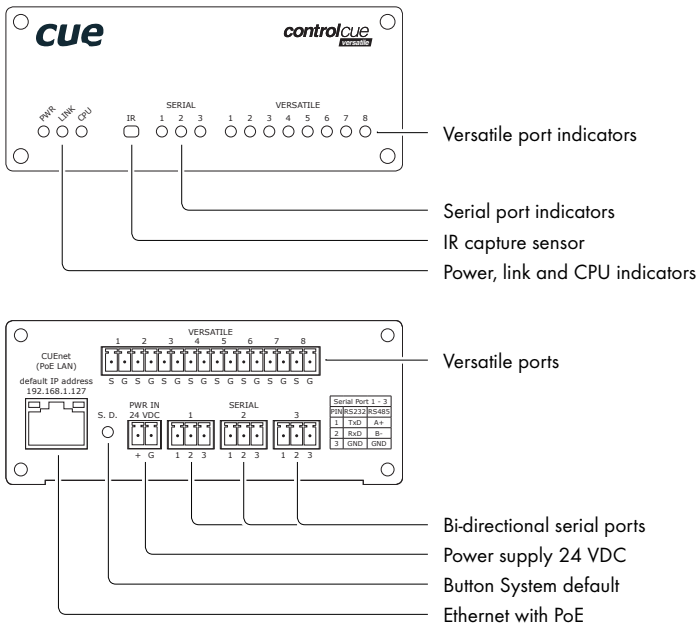 cue
controlcue
versatile
PWR LINK CPU
IR
SERIAL
1 2 3
VERSATILE
1 2 3 4 5 6 7 8
Versatile port indicators
Serial port indicators
IR capture sensor
Power, link and CPU indicators
VERSATILE
1 2 3 4 5 6 7 8
S G S G S G S G S G S G S G S G
CUEnet
(PoE LAN)
default IP address
192.168.1.127
S. D.
PWR IN
24 VDC
+ G
SERIAL
1 2 3
1 2 3 1 2 3 1 2 3
Serial Port 1 - 3
PIN RS232 RS485
1 TxD A+
2 RxD B-
3 GND GND
Versatile ports
Bi-directional serial ports
Power supply 24 VDC
Button System default
Ethernet with PoE